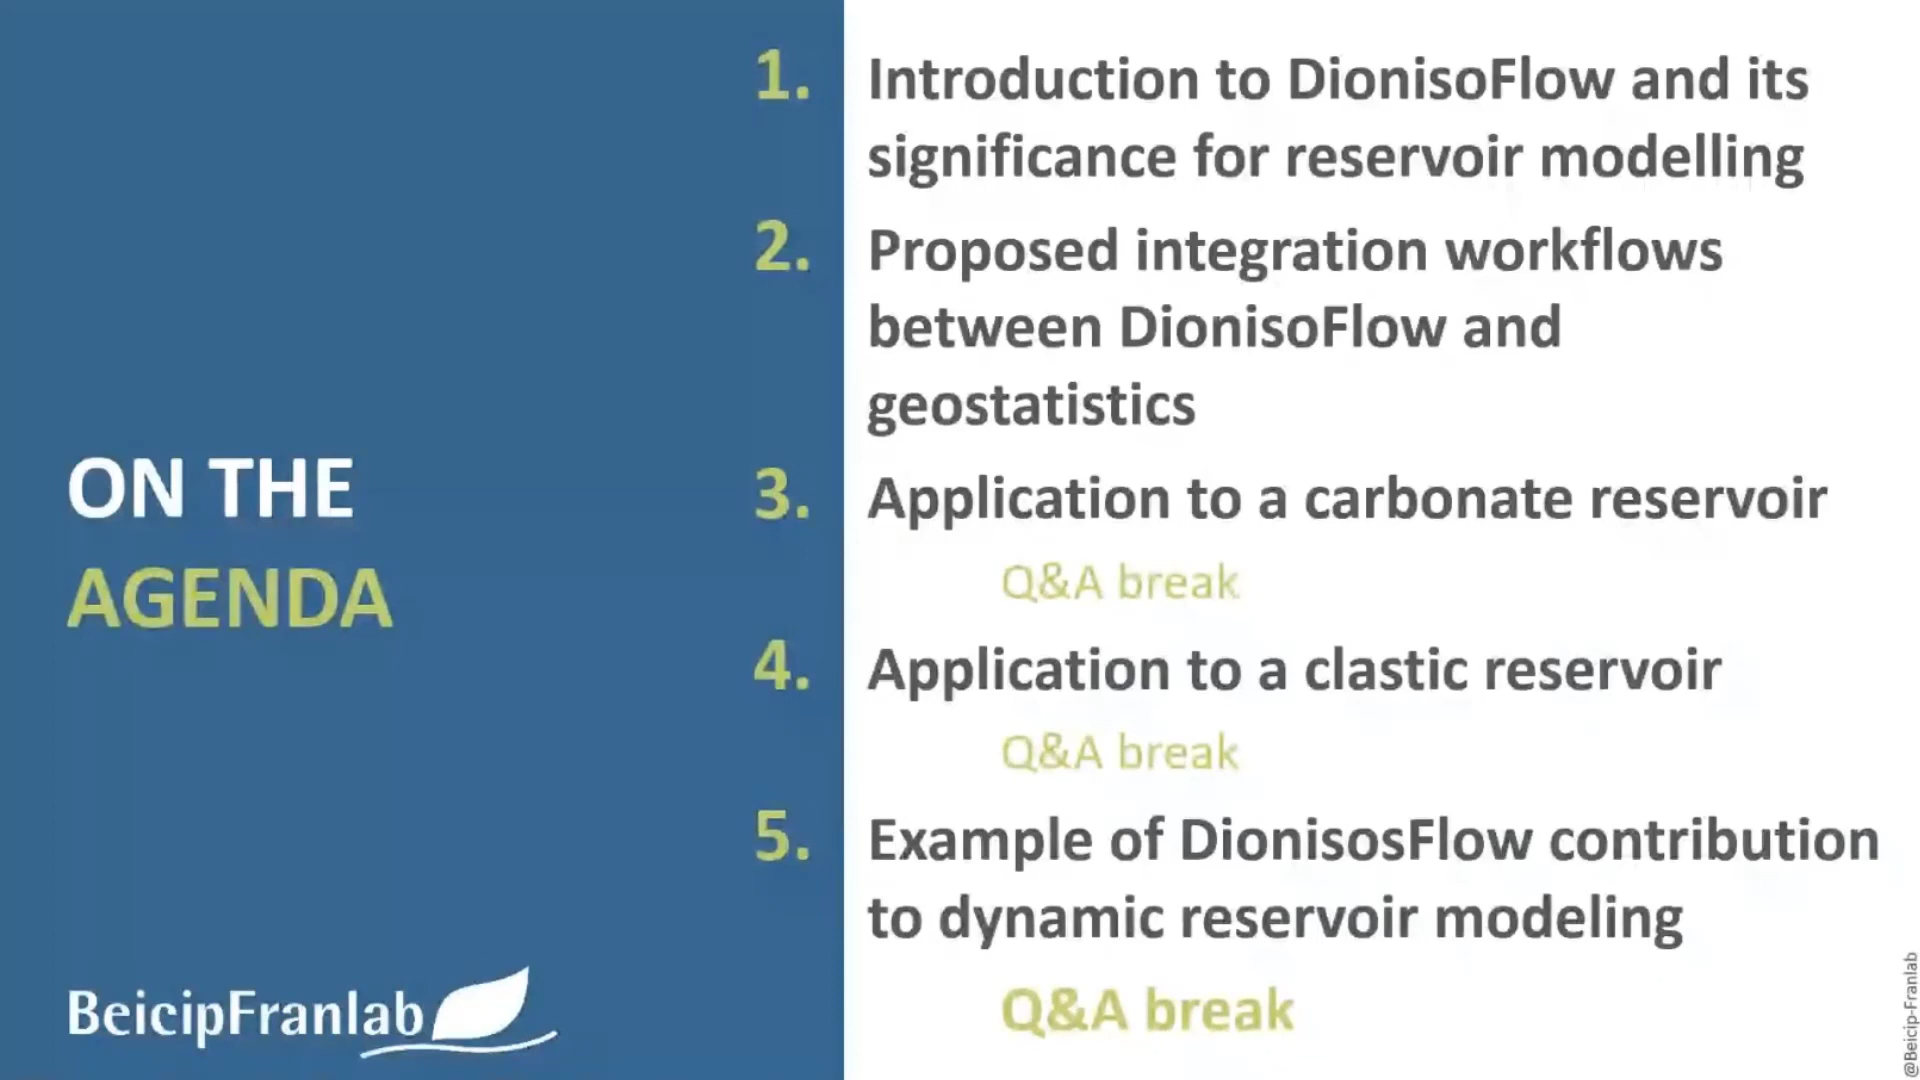 ON THE
AGENDA
1. Introduction to DionisoFlow and its
significance for reservoir modelling
2. Proposed integration workflows
between DionisoFlow and
geostatistics
3. Application to a carbonate reservoir
Q&A break
4. Application to a clastic reservoir
Q&A break
5. Example of DionisosFlow contribution
to dynamic reservoir modeling
Q&A break
BeicipFranlab
@Beicip-Franlab